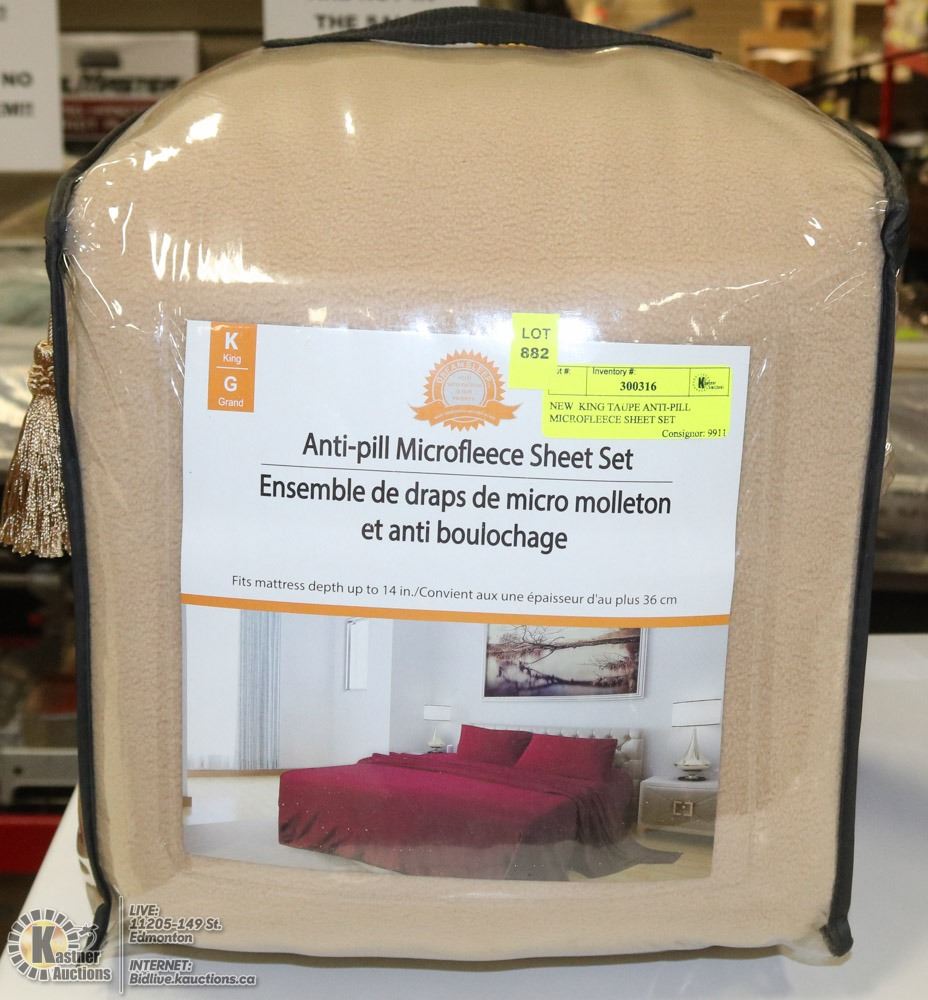 THE SA
NO
MASTER
K
King
G
Grand
LOT
882
Inventory #:
300316
NEW KING TAUPE ANTI-PILL
MICROFLEECE SHEET SET
Consignor: 9911
Anti-pill Microfleece Sheet Set
Ensemble de draps de micro molleton
et anti boulochage
Fits mattress depth up to 14 in./Convient aux une épaisseur d'au plus 36 cm
Kastner
Auctions
LIVE:
11205-149 St.
Edmonton
INTERNET:
Bidlive.kauctions.ca